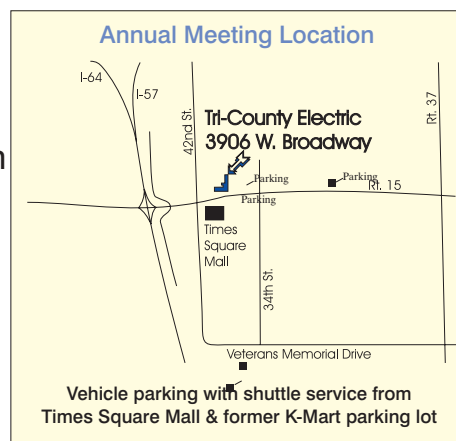 Annual Meeting Location
I-64
I-57
42nd St.
Rt. 37
Tri-County Electric
3906 W. Broadway
Parking
Parking
Rt. 15
Parking
Times
Square
Mall
34th St.
Veterans Memorial Drive
Vehicle parking with shuttle service from
Times Square Mall & former K-Mart parking lot